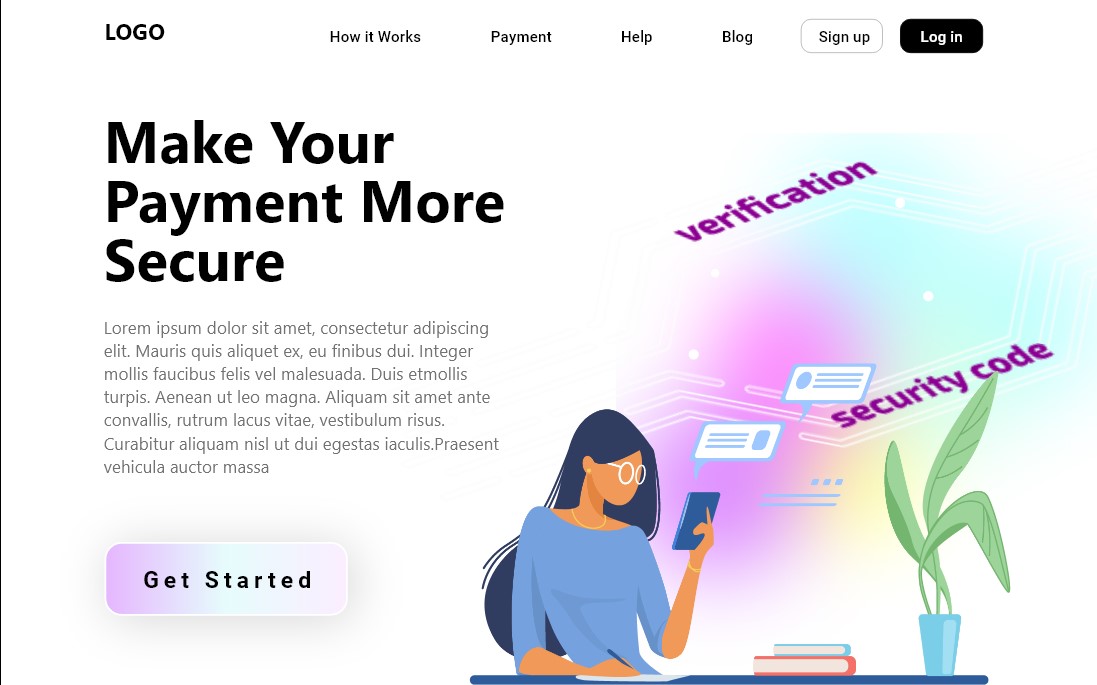 LOGO
How it Works
Payment
Help
Blog
Sign up
Log in
Make Your
Payment More
Secure
Lorem ipsum dolor sit amet, consectetur adipiscing
elit. Mauris quis aliquet ex, eu finibus dui. Integer
mollis faucibus felis vel malesuada. Duis etmollis
turpis. Aenean ut leo magna. Aliquam sit amet ante
convallis, rutrum lacus vitae, vestibulum risus.
Curabitur aliquam nisl ut dui egestas iaculis.Praesent
vehicula auctor massa
Get Started
verification
security code